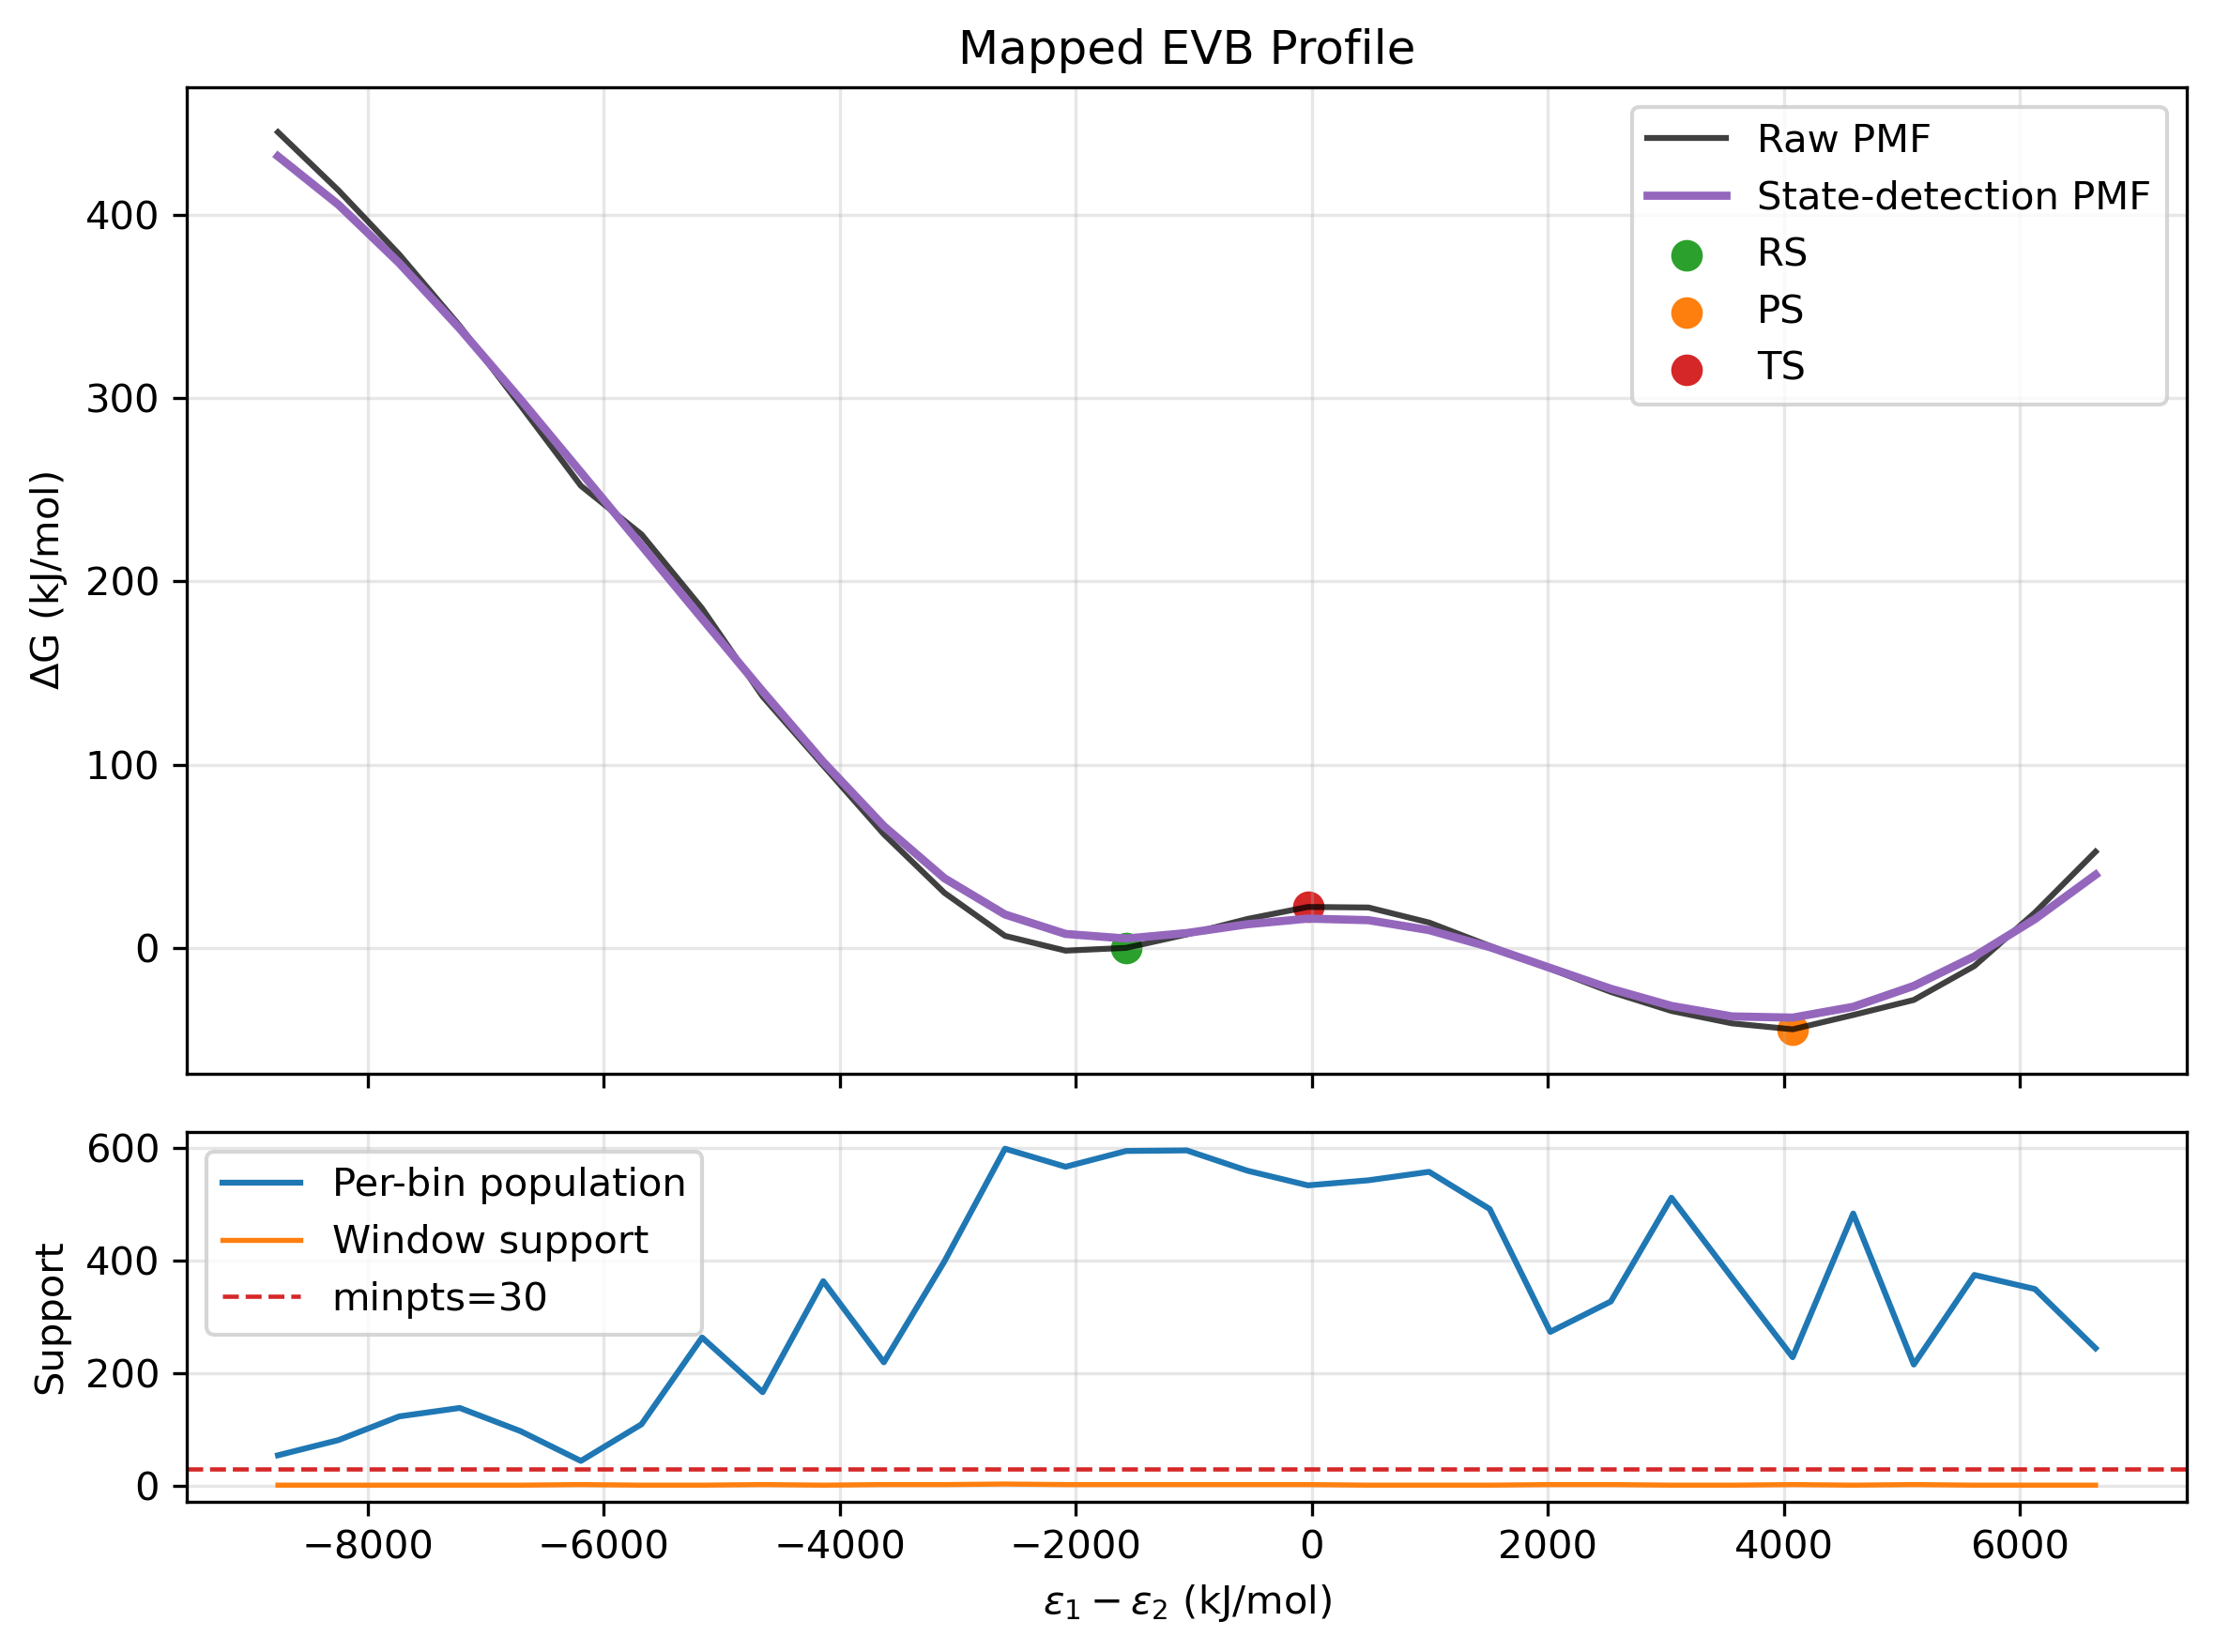 Mapped EVB Profile
Raw PMF
State-detection PMF
RS
PS
TS
ΔG (kJ/mol)
400
300
200
100
0
Per-bin population
Window support
minpts=30
Support
600
400
200
0
−8000 −6000 −4000 −2000 0 2000 4000 6000
ε₁ − ε₂ (kJ/mol)